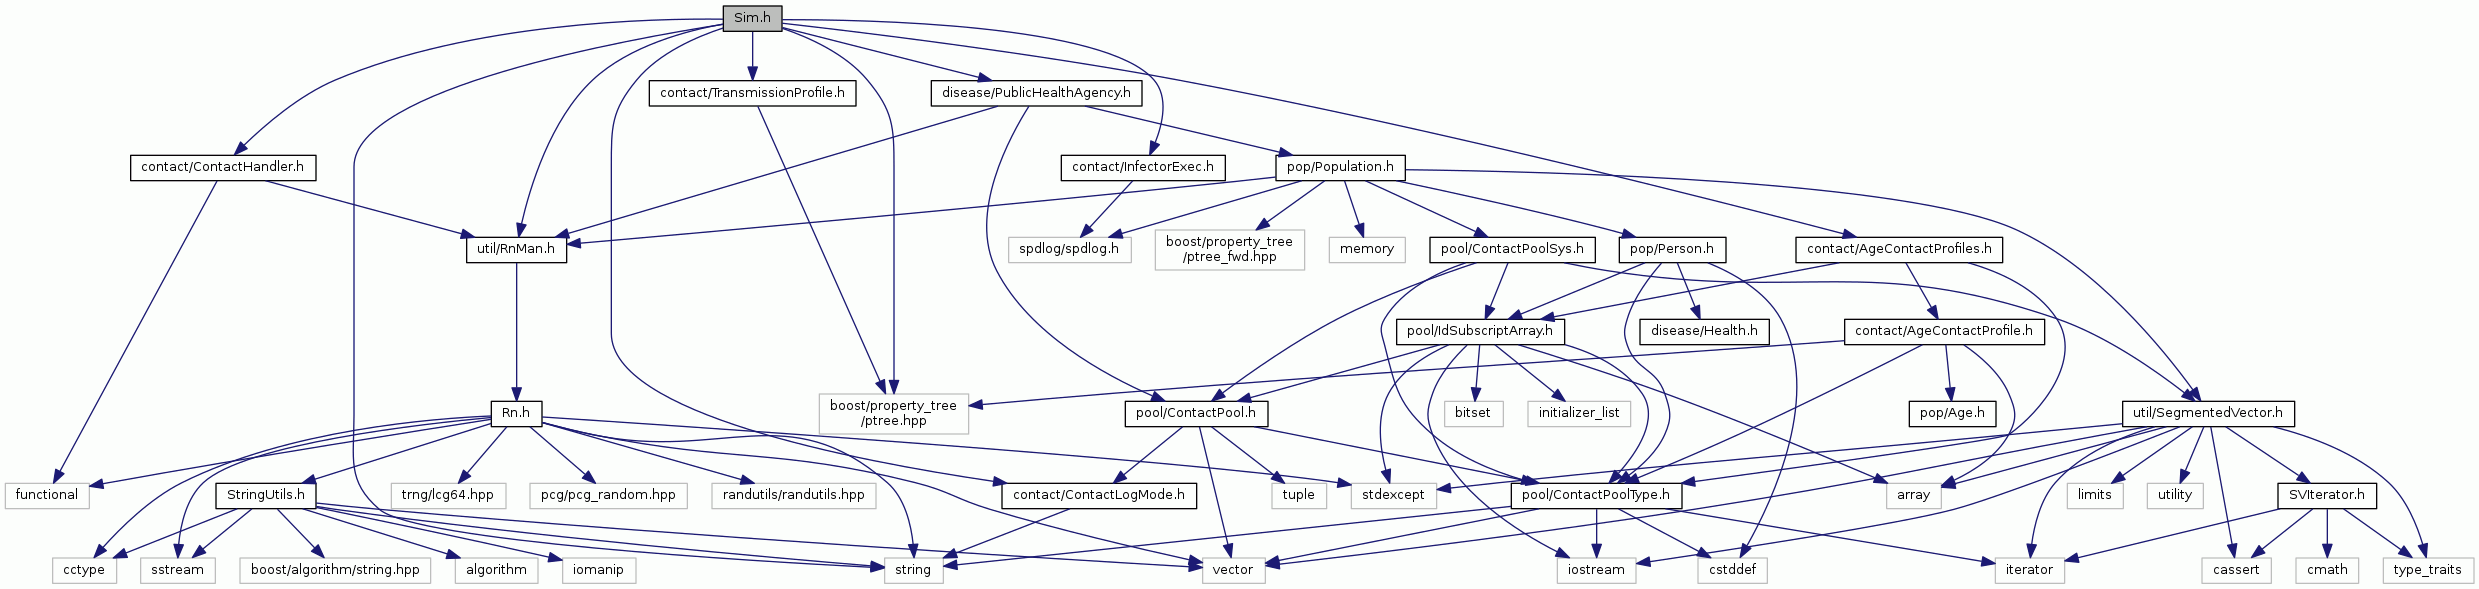 Sim.h
contact/TransmissionProfile.h
disease/PublicHealthAgency.h
contact/ContactHandler.h
contact/InfectorExec.h
pop/Population.h
util/RnMan.h
spdlog/spdlog.h
boost/property_tree
/ptree_fwd.hpp
memory
pool/ContactPoolSys.h
pop/Person.h
contact/AgeContactProfiles.h
pool/IdSubscriptArray.h
disease/Health.h
contact/AgeContactProfile.h
Rn.h
boost/property_tree
/ptree.hpp
pool/ContactPool.h
bitset
initializer_list
pop/Age.h
util/SegmentedVector.h
functional
StringUtils.h
trng/lcg64.hpp
pcg/pcg_random.hpp
randutils/randutils.hpp
contact/ContactLogMode.h
tuple
stdexcept
pool/ContactPoolType.h
array
limits
utility
SVIterator.h
cctype
sstream
boost/algorithm/string.hpp
algorithm
iomanip
string
vector
iostream
cstddef
iterator
cassert
cmath
type_traits